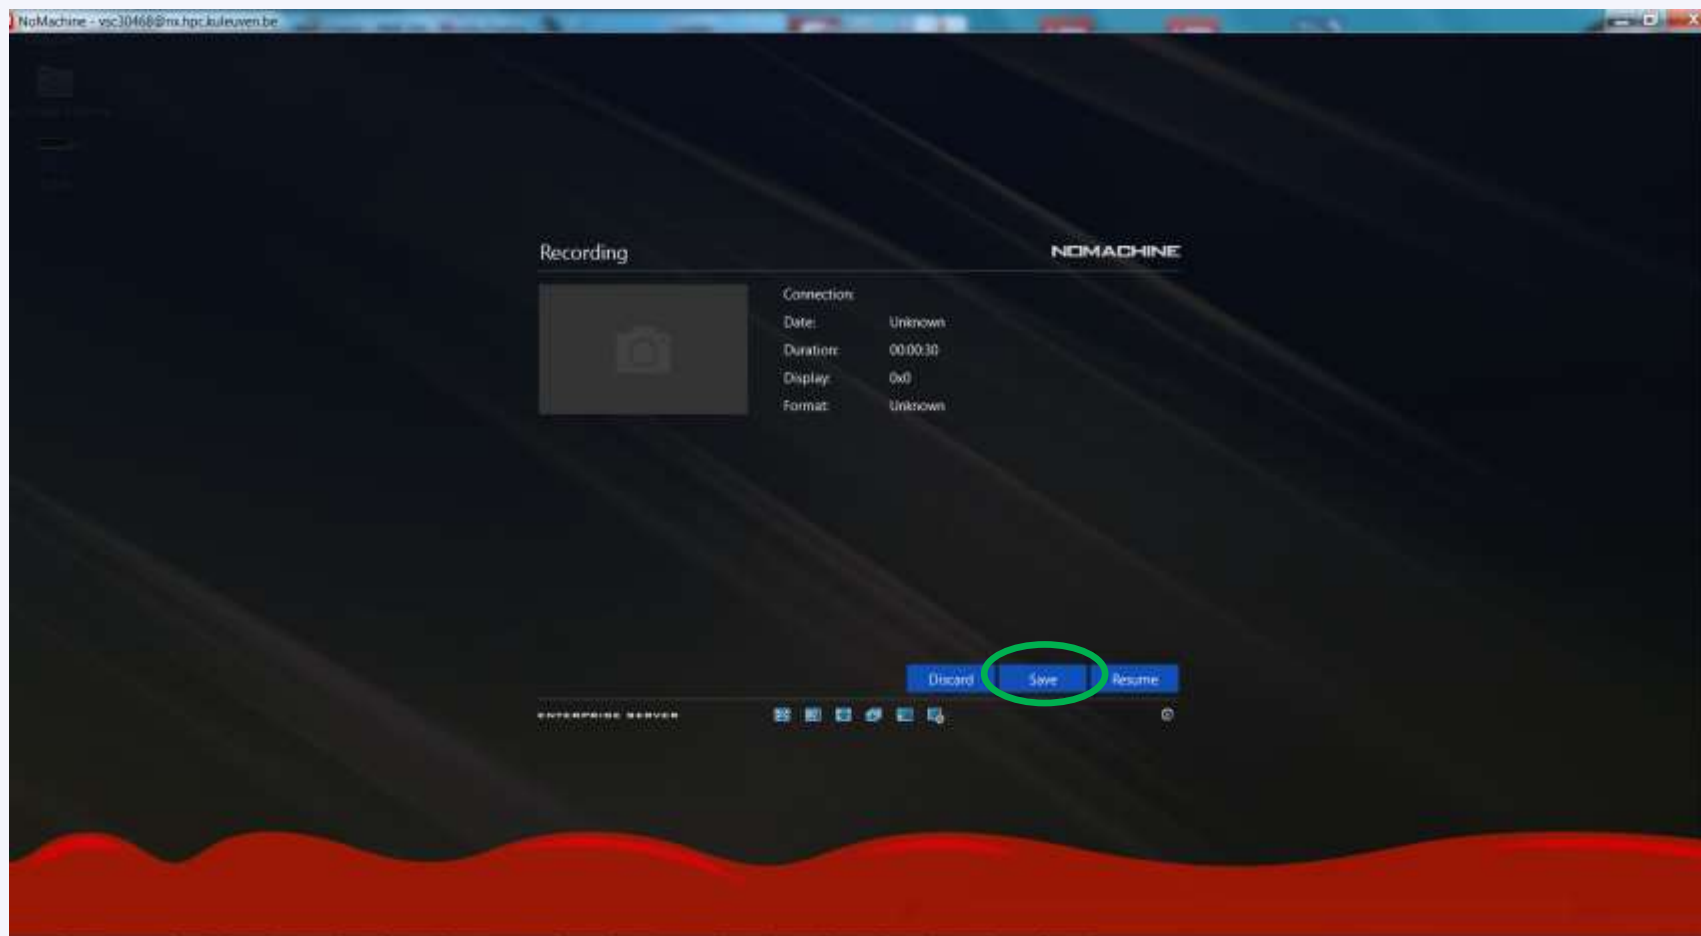 NoMachine - vsc30468@nx.hpc.kuleuven.be
Recording
NOMACHINE
Connection:
Date: Unknown
Duration: 00:00:30
Display: 0x0
Format: Unknown
Discard Save Resume
ENTERPRISE SERVER